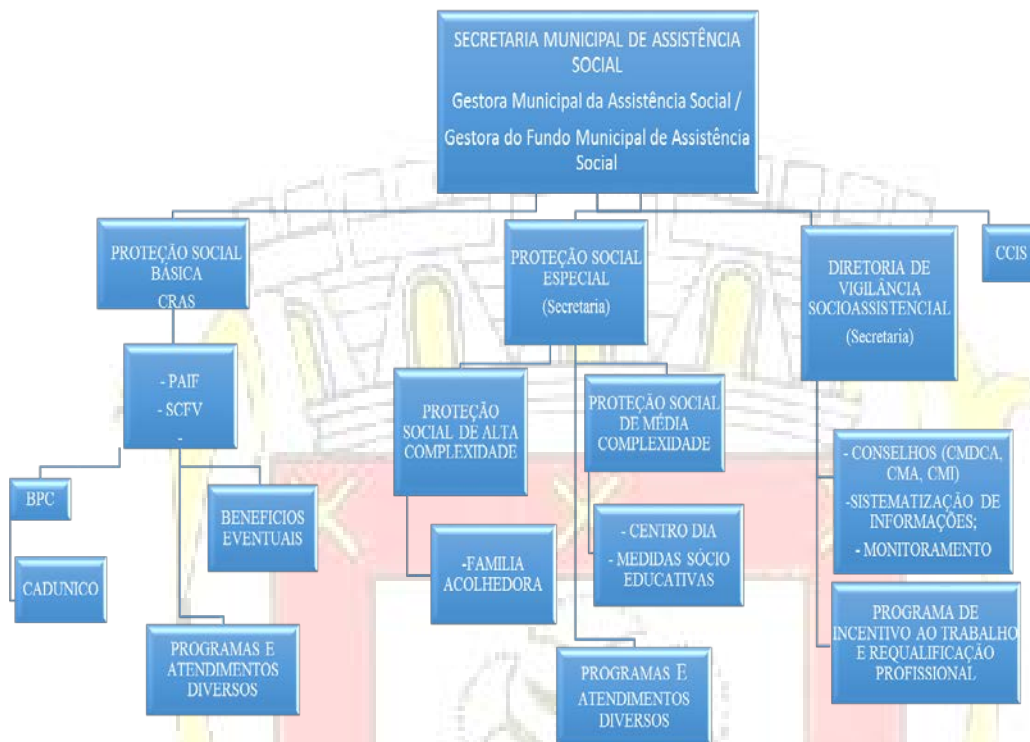 SECRETARIA MUNICIPAL DE ASSISTÊNCIA
SOCIAL
Gestora Municipal da Assistência Social /
Gestora do Fundo Municipal de Assistência
Social
PROTEÇÃO SOCIAL
BÁSICA
CRAS
PROTEÇÃO SOCIAL
ESPECIAL
(Secretaria)
DIRETORIA DE
VIGILÂNCIA
SOCIOASSISTENCIAL
(Secretaria)
CCIS
- PAIF
- SCFV
-
BPC
CADUNICO
BENEFICIOS
EVENTUAIS
PROGRAMAS E
ATENDIMENTOS
DIVERSOS
PROTEÇÃO
SOCIAL DE ALTA
COMPLEXIDADE
-FAMILIA
ACOLHEDORA
PROTEÇÃO SOCIAL
DE MÉDIA
COMPLEXIDADE
- CENTRO DIA
- MEDIDAS SÓCIO
EDUCATIVAS
PROGRAMAS E
ATENDIMENTOS
DIVERSOS
- CONSELHOS (CMDCA,
CMA, CMI)
-SISTEMATIZAÇÃO DE
INFORMAÇÕES;
- MONITORAMENTO
PROGRAMA DE
INCENTIVO AO TRABALHO
E REQUALIFICAÇÃO
PROFISSIONAL